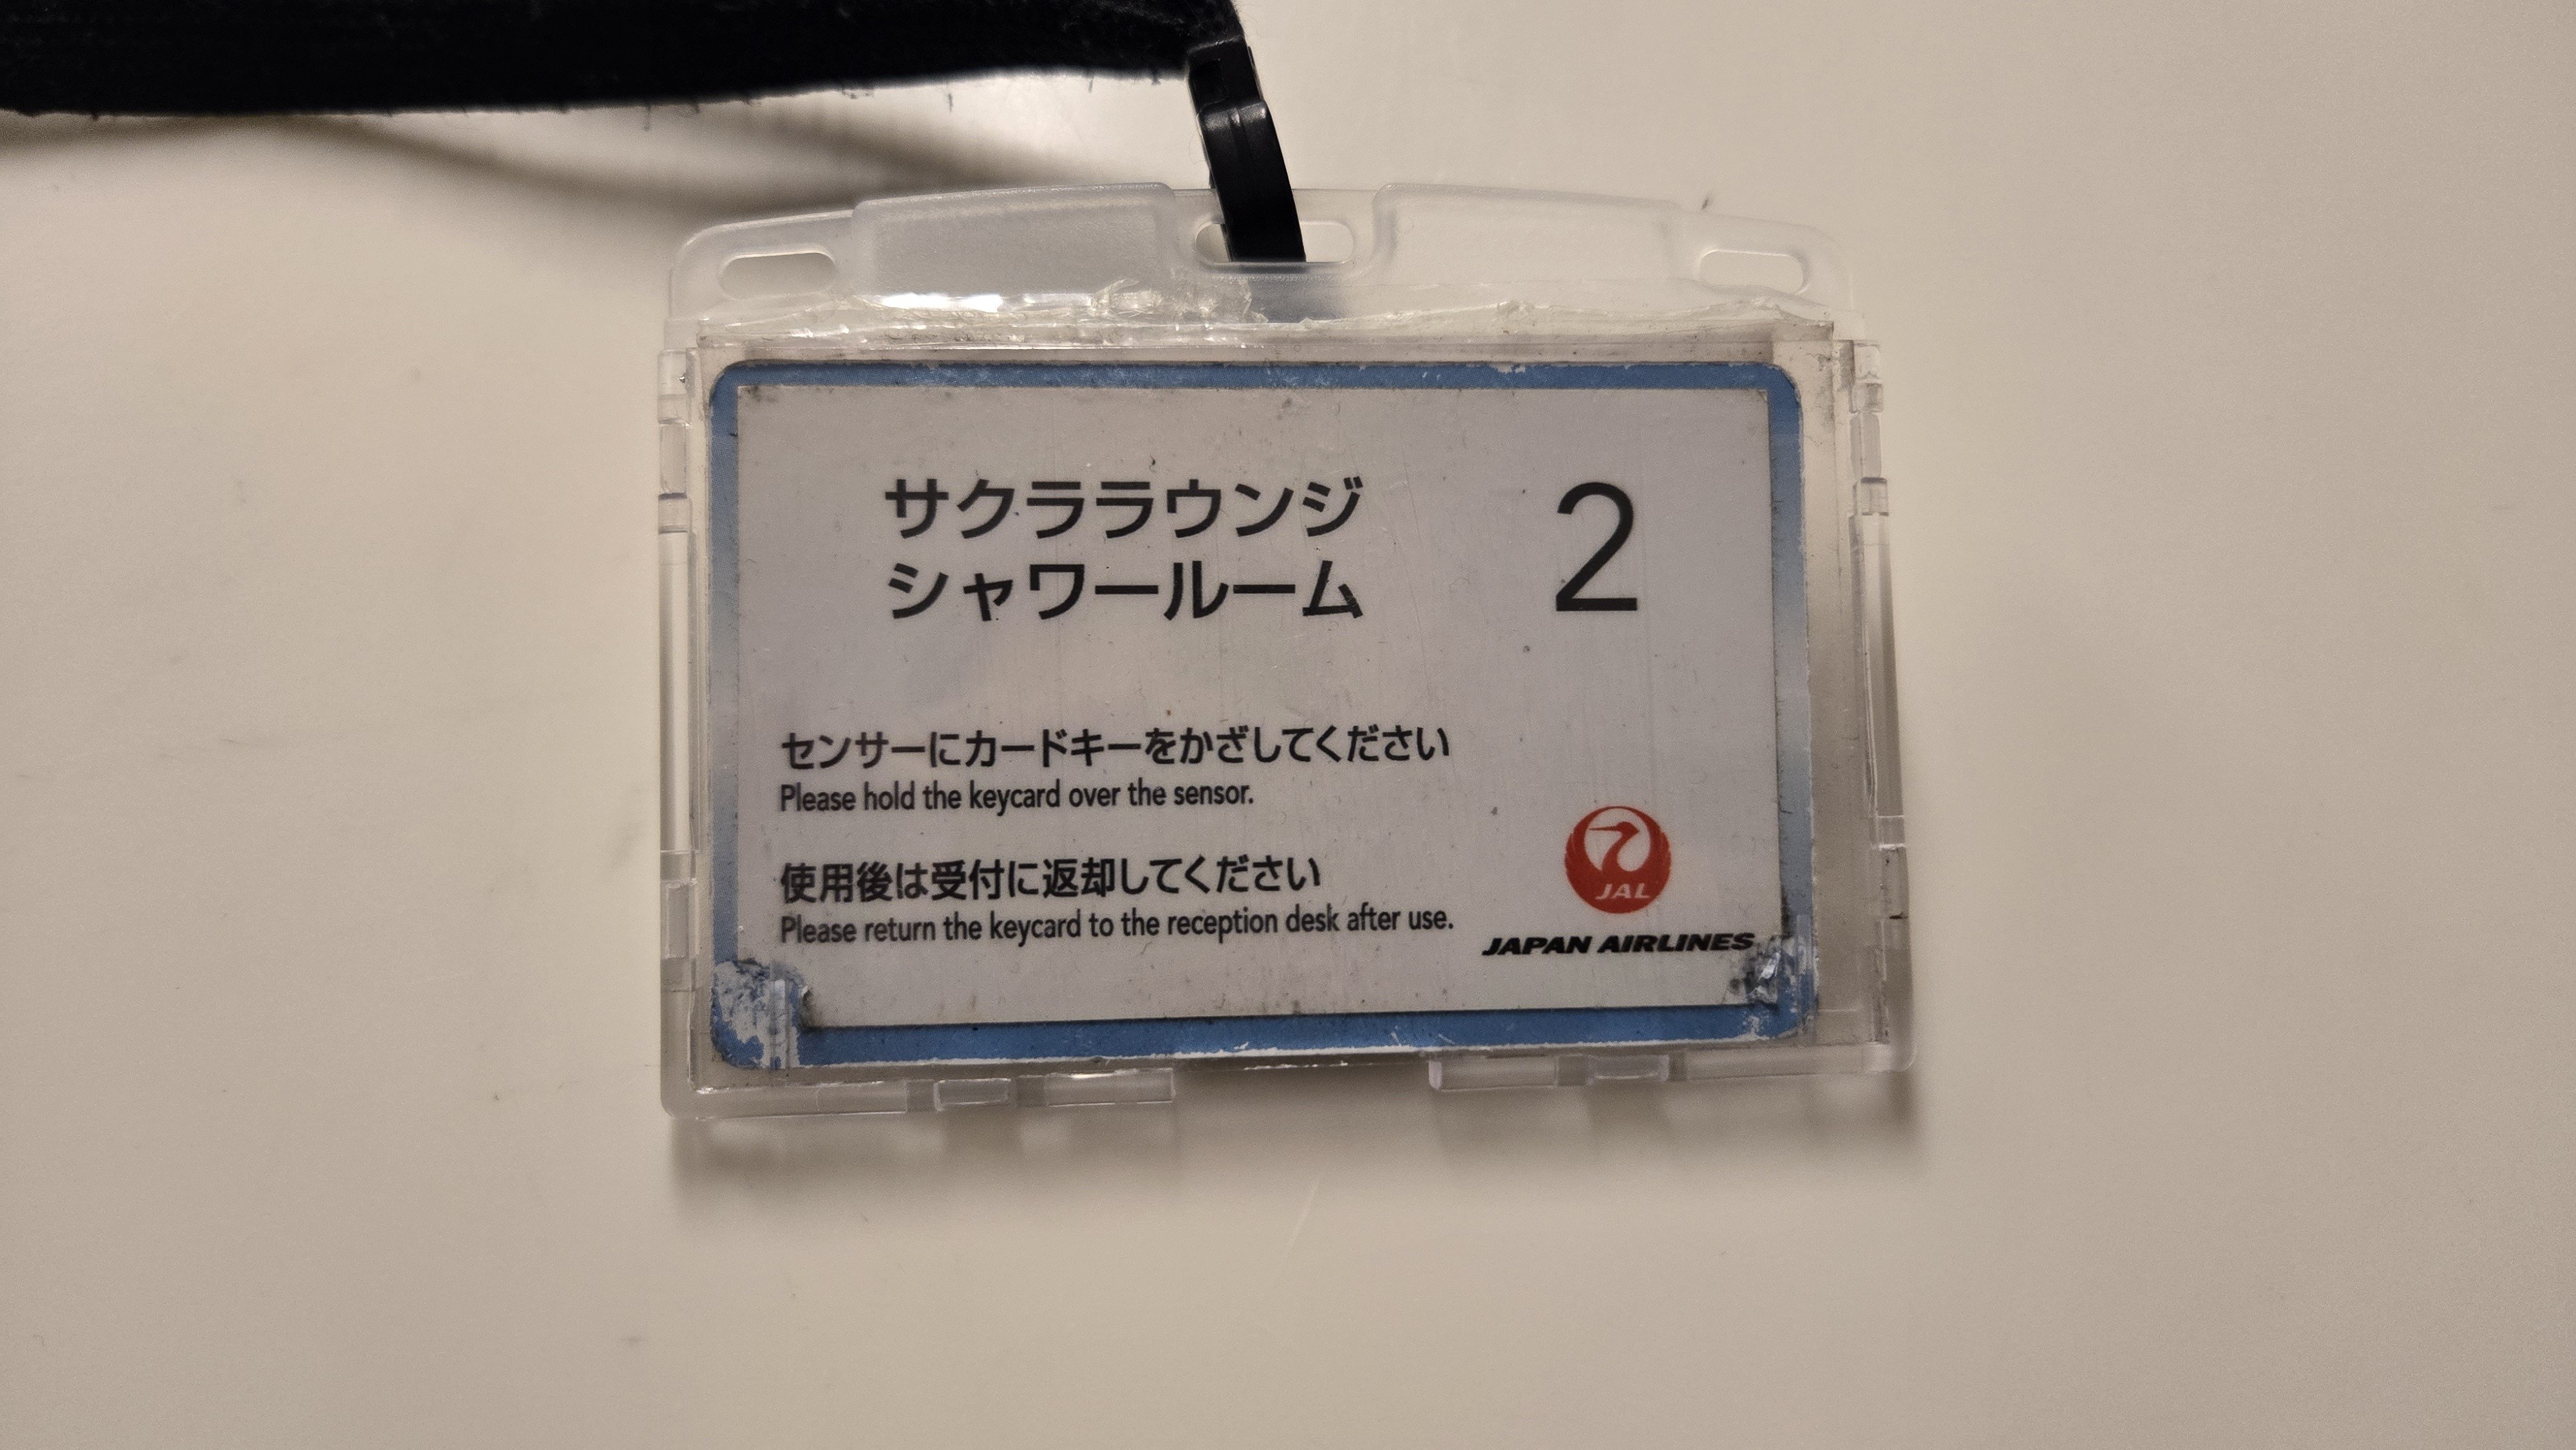 サクララウンジ
シャワールーム
2
センサーにカードキーをかざしてください
Please hold the keycard over the sensor.
使用後は受付に返却してください
Please return the keycard to the reception desk after use.
JAL
JAPAN AIRLINES